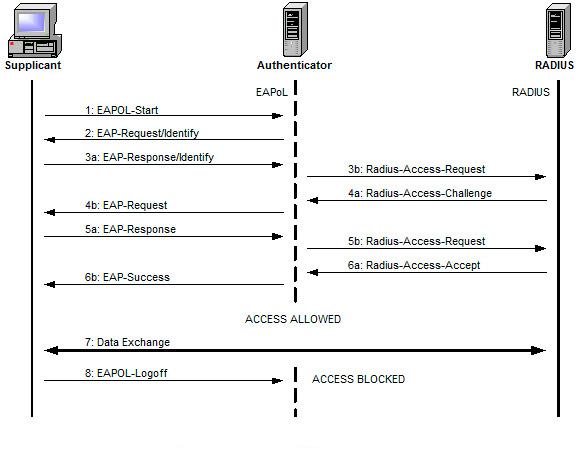 Supplicant Authenticator RADIUS
EAPoL RADIUS
1: EAPOL-Start
2: EAP-Request/Identify
3a: EAP-Response/Identify
3b: Radius-Access-Request
4a: Radius-Access-Challenge
4b: EAP-Request
5a: EAP-Response
5b: Radius-Access-Request
6a: Radius-Access-Accept
6b: EAP-Success
ACCESS ALLOWED
7: Data Exchange
8: EAPOL-Logoff
ACCESS BLOCKED